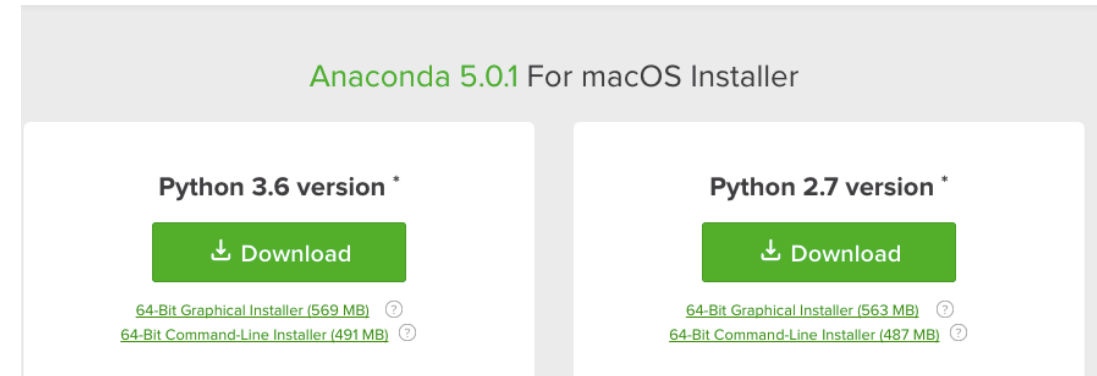 Anaconda 5.0.1 For macOS Installer
Python 3.6 version *
Download
64-Bit Graphical Installer (569 MB) ?
64-Bit Command-Line Installer (491 MB) ?
Python 2.7 version *
Download
64-Bit Graphical Installer (563 MB) ?
64-Bit Command-Line Installer (487 MB) ?